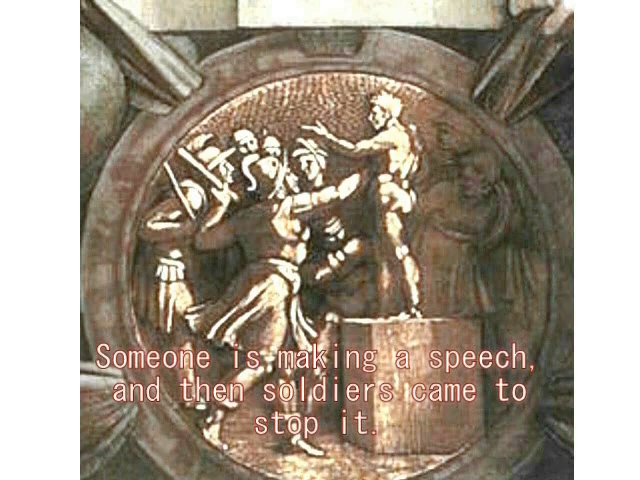 Someone is making a speech,
and then soldiers came to
stop it.